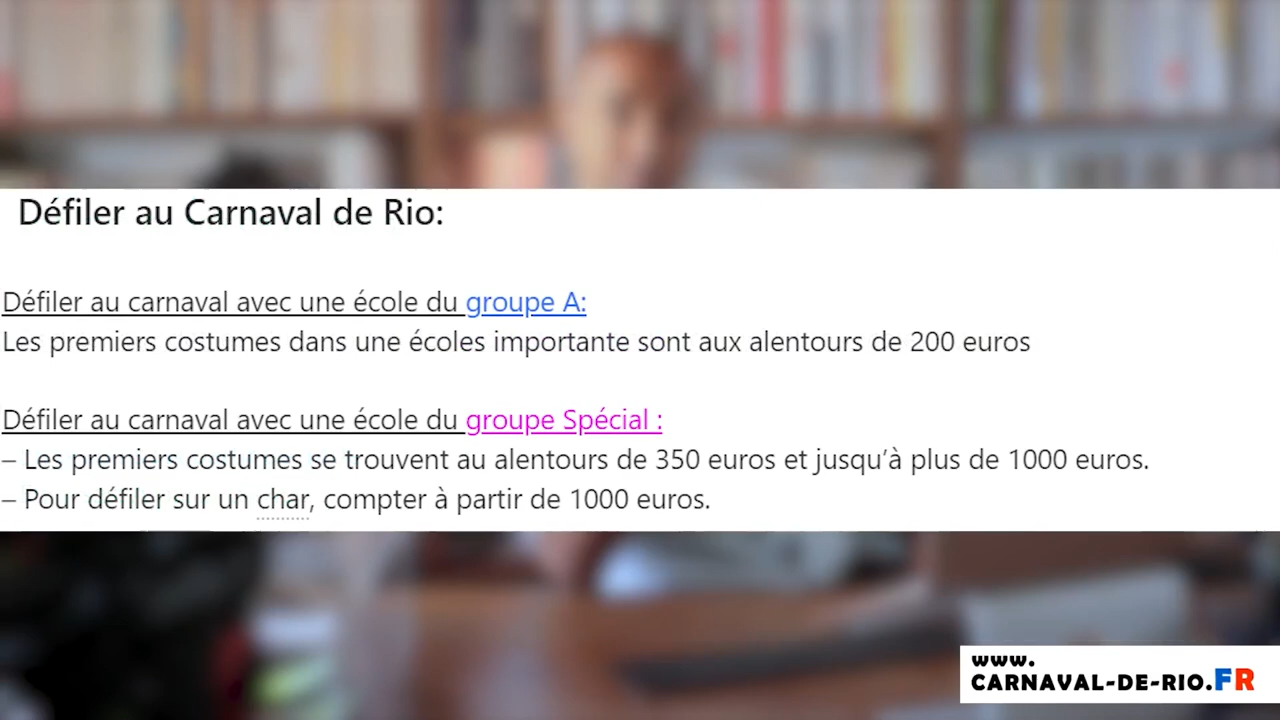 Défiler au Carnaval de Rio:
Défiler au carnaval avec une école du groupe A:
Les premiers costumes dans une écoles importante sont aux alentours de 200 euros
Défiler au carnaval avec une école du groupe Spécial :
– Les premiers costumes se trouvent au alentours de 350 euros et jusqu’à plus de 1000 euros.
– Pour défiler sur un char, compter à partir de 1000 euros.
www.
CARNAVAL-DE-RIO.FR